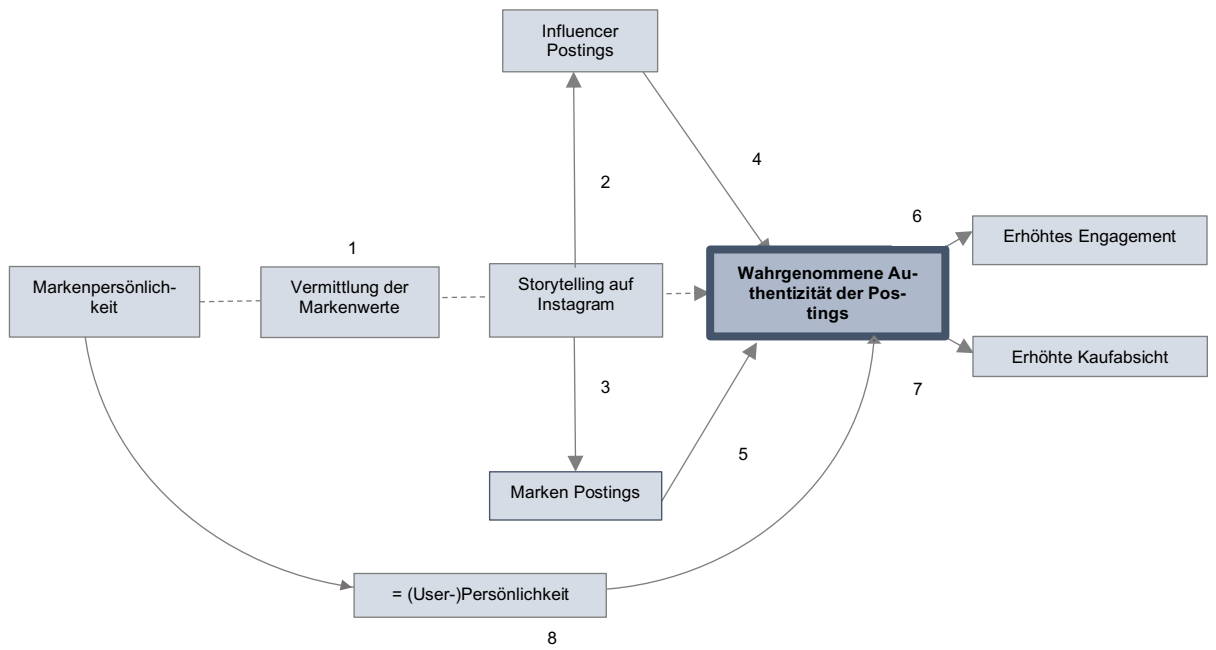 Influencer
Postings
4
2
6
Erhöhtes Engagement
1
Markenpersönlich-
keit
Vermittlung der
Markenwerte
Storytelling auf
Instagram
Wahrgenommene Au-
thentizität der Pos-
tings
Erhöhte Kaufabsicht
3
7
5
Marken Postings
= (User-)Persönlichkeit
8